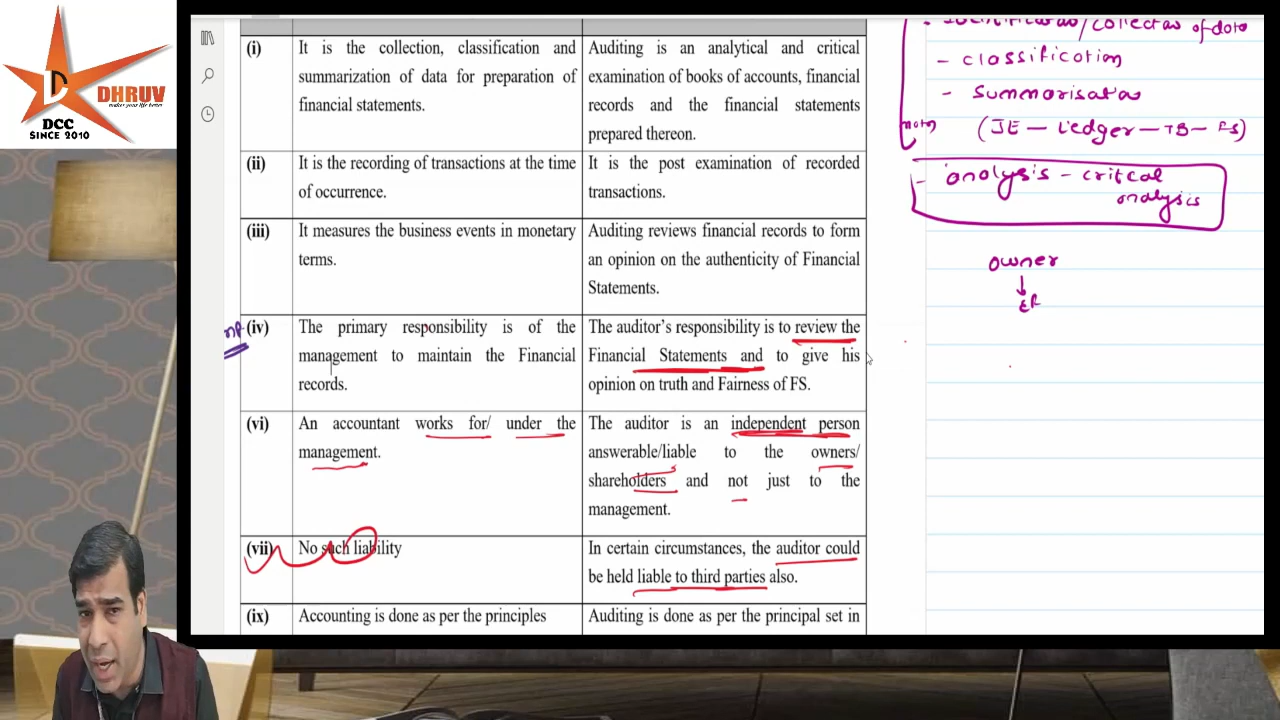 DHRUV
make your life better
DCC
SINCE 2010
(i) It is the collection, classification and summarization of data for preparation of financial statements.
Auditing is an analytical and critical examination of books of accounts, financial records and the financial statements prepared thereon.
(ii) It is the recording of transactions at the time of occurrence.
It is the post examination of recorded transactions.
(iii) It measures the business events in monetary terms.
Auditing reviews financial records to form an opinion on the authenticity of Financial Statements.
(iv) The primary responsibility is of the management to maintain the Financial records.
The auditor's responsibility is to review the Financial Statements and to give his opinion on truth and Fairness of FS.
(vi) An accountant works for/ under the management.
The auditor is an independent person answerable/liable to the owners/ shareholders and not just to the management.
(vii) No such liability
In certain circumstances, the auditor could be held liable to third parties also.
(ix) Accounting is done as per the principles
Auditing is done as per the principal set in
of data
- classification
- Summarisation
(JE - Ledger - TB - FS)
- analysis - critcal
analysis
owner